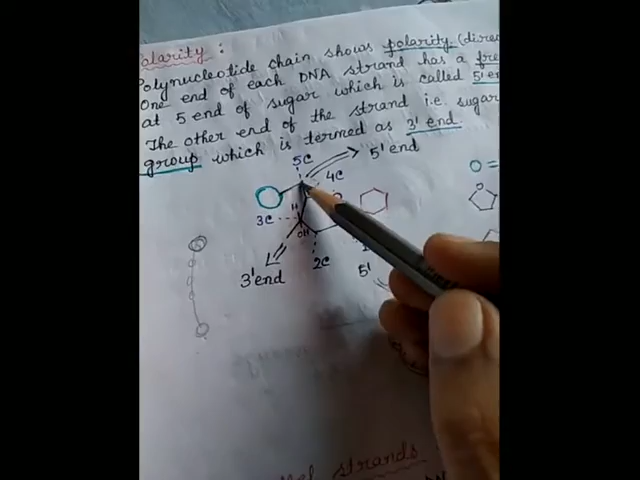 olarity :
Polynucleotide chain shows polarity (direc
One end of each DNA strand has a fre
at 5 end of sugar which is called 5' en
The other end of the strand i.e. sugar
group which is termed as 3' end
5C
5' end
4C
O =
H
3C
OH
2C
3' end
5'
strands